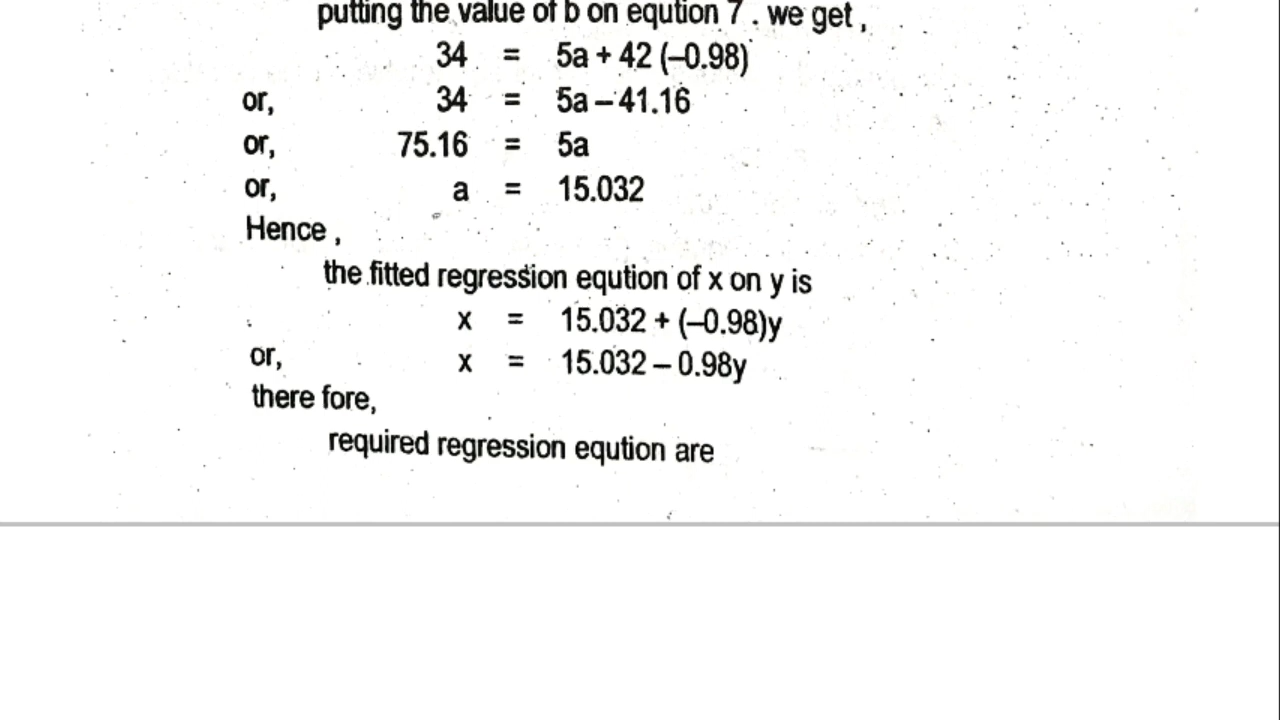 putting the value of b on eqution 7 . we get ,
34 = 5a + 42 (–0.98)
or, 34 = 5a – 41.16
or, 75.16 = 5a
or, a = 15.032
Hence ,
the fitted regression eqution of x on y is
x = 15.032 + (–0.98)y
or, x = 15.032 – 0.98y
there fore,
required regression eqution are